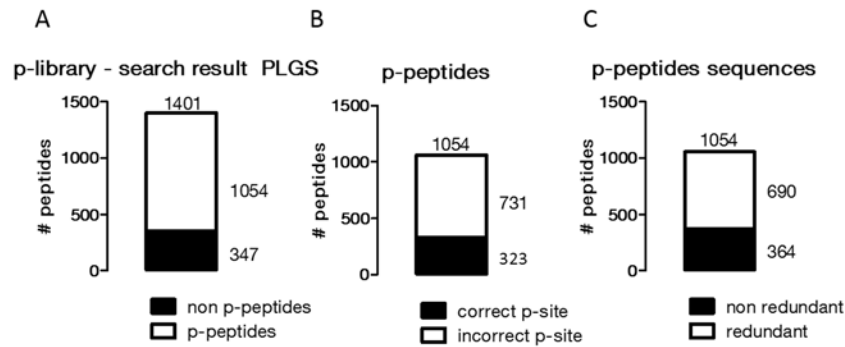 A
p-library - search result PLGS
1401
1500
1000
500
0
# peptides
1054
347
non p-peptides
p-peptides
B
p-peptides
1054
1500
1000
500
0
# peptides
731
323
correct p-site
incorrect p-site
C
p-peptides sequences
1054
1500
1000
500
0
# peptides
690
364
non redundant
redundant